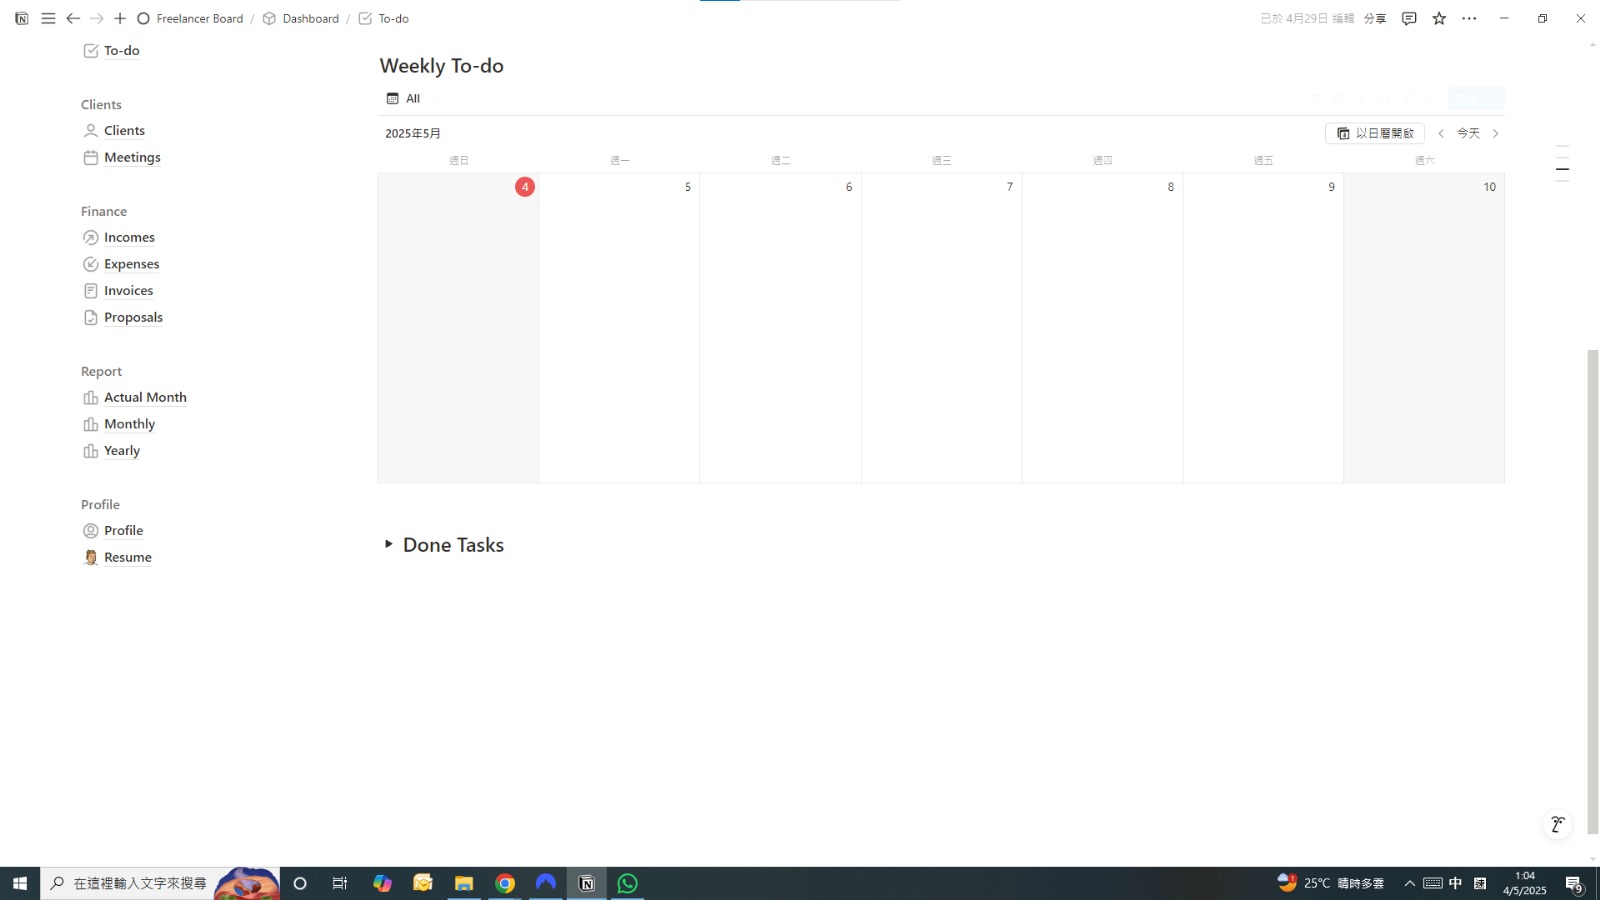 Freelancer Board / Dashboard / To-do
已於 4月29日 編輯 分享
To-do
Clients
Clients
Meetings
Finance
Incomes
Expenses
Invoices
Proposals
Report
Actual Month
Monthly
Yearly
Profile
Profile
Resume
Weekly To-do
All
2025年5月
以日曆開啟
今天
週日 週一 週二 週三 週四 週五 週六
4 5 6 7 8 9 10
Done Tasks
在這裡輸入文字來搜尋
1
25°C 晴時多雲
中
速
1:04
4/5/2025
9